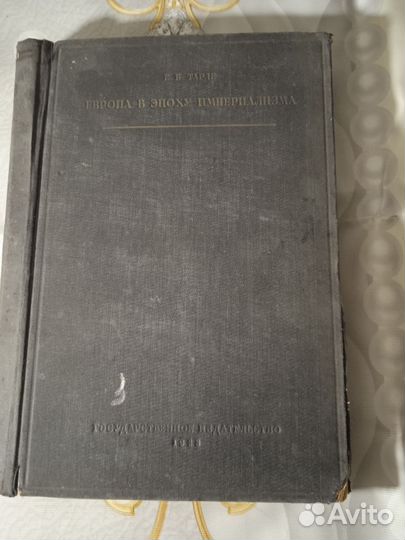 Е В ТАРЛЕ
ЕВРОПА В ЭПОХУ ИМПЕРИАЛИЗМА
ГОСУДАРСТВЕННОЕ ИЗДАТЕЛЬСТВО
Avito